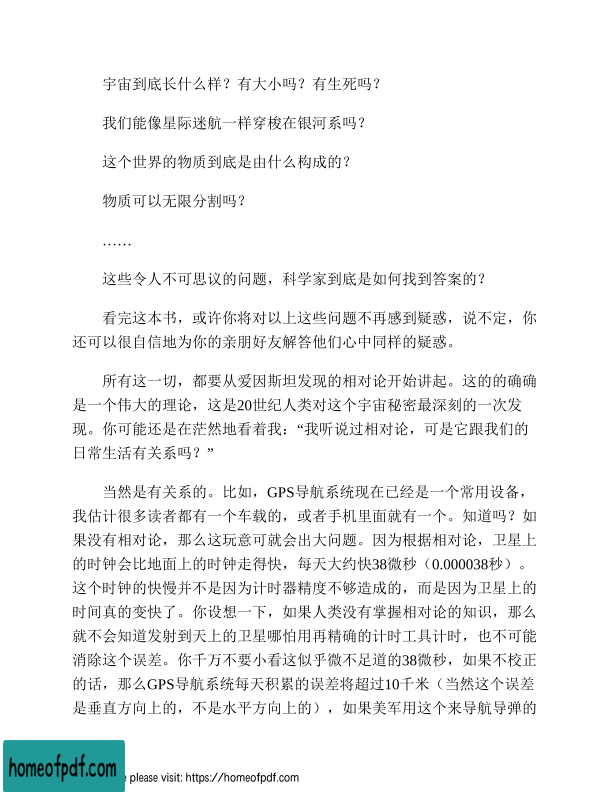 宇宙到底长什么样？有大小吗？有生死吗？
我们能像星际迷航一样穿梭在银河系吗？
这个世界的物质到底是由什么构成的？
物质可以无限分割吗？
……
这些令人不可思议的问题，科学家到底是如何找到答案的？
看完这本书，或许你将对以上这些问题不再感到疑惑，说不定，你
还可以很自信地为你的亲朋好友解答他们心中同样的疑惑。
所有这一切，都要从爱因斯坦发现的相对论开始讲起。这的的确确
是一个伟大的理论，这是20世纪人类对这个宇宙秘密最深刻的一次发
现。你可能还是在茫然地看着我：“我听说过相对论，可是它跟我们的
日常生活有关系吗？”
当然是有关系的。比如，GPS导航系统现在已经是一个常用设备，
我估计很多读者都有一个车载的，或者手机里面就有一个。知道吗？如
果没有相对论，那么这玩意可就会出大问题。因为根据相对论，卫星上
的时钟会比地面上的时钟走得快，每天大约快38微秒（0.000038秒）。
这个时钟的快慢并不是因为计时器精度不够造成的，而是因为卫星上的
时间真的变快了。你设想一下，如果人类没有掌握相对论的知识，那么
就不会知道发射到天上的卫星哪怕用再精确的计时工具计时，也不可能
消除这个误差。你千万不要小看这似乎微不足道的38微秒，如果不校正
的话，那么GPS导航系统每天积累的误差将超过10千米（当然这个误差
是垂直方向上的，不是水平方向上的），如果美军用这个来导航导弹的
homeofpdf.com
e please visit: https://homeofpdf.com